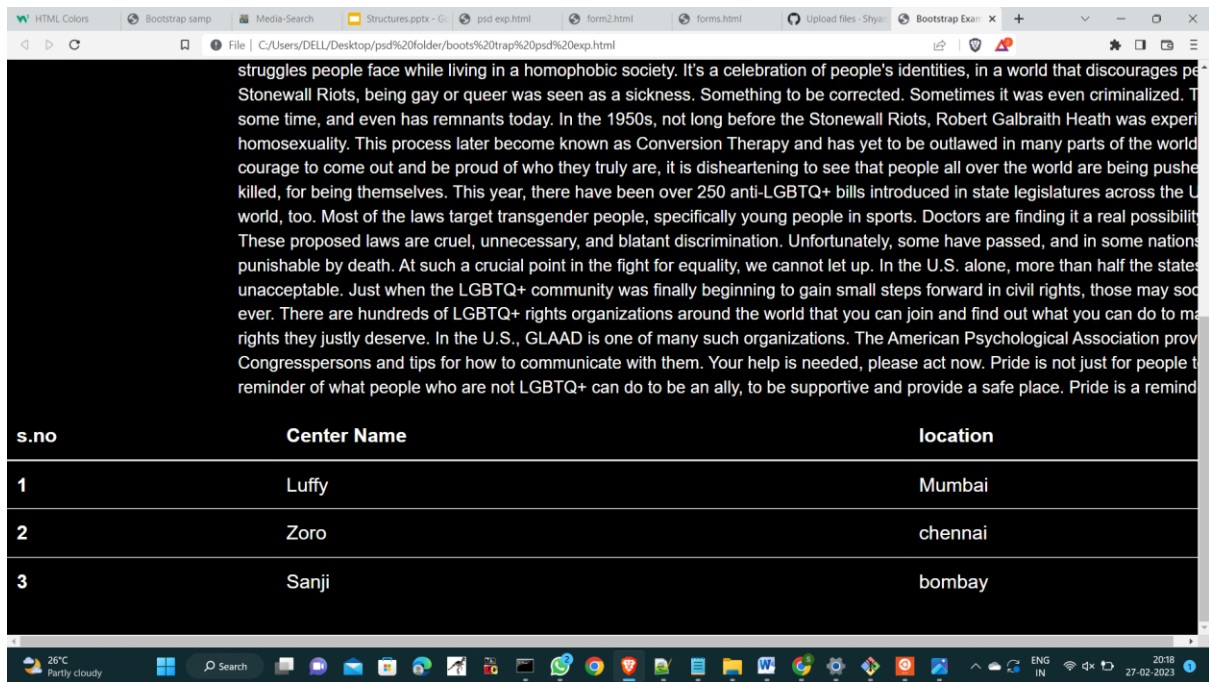 HTML Colors
Bootstrap samp
Media-Search
Structures.pptx - Go
psd exp.html
form2.html
forms.html
Upload files · Shyan
Bootstrap Exam
File | C:/Users/DELL/Desktop/psd%20folder/boots%20trap%20psd%20exp.html
struggles people face while living in a homophobic society. It's a celebration of people's identities, in a world that discourages pe
Stonewall Riots, being gay or queer was seen as a sickness. Something to be corrected. Sometimes it was even criminalized. T
some time, and even has remnants today. In the 1950s, not long before the Stonewall Riots, Robert Galbraith Heath was experi
homosexuality. This process later become known as Conversion Therapy and has yet to be outlawed in many parts of the world
courage to come out and be proud of who they truly are, it is disheartening to see that people all over the world are being pushe
killed, for being themselves. This year, there have been over 250 anti-LGBTQ+ bills introduced in state legislatures across the U
world, too. Most of the laws target transgender people, specifically young people in sports. Doctors are finding it a real possibility
These proposed laws are cruel, unnecessary, and blatant discrimination. Unfortunately, some have passed, and in some nations
punishable by death. At such a crucial point in the fight for equality, we cannot let up. In the U.S. alone, more than half the states
unacceptable. Just when the LGBTQ+ community was finally beginning to gain small steps forward in civil rights, those may soo
ever. There are hundreds of LGBTQ+ rights organizations around the world that you can join and find out what you can do to ma
rights they justly deserve. In the U.S., GLAAD is one of many such organizations. The American Psychological Association prov
Congresspersons and tips for how to communicate with them. Your help is needed, please act now. Pride is not just for people t
reminder of what people who are not LGBTQ+ can do to be an ally, to be supportive and provide a safe place. Pride is a remind
s.no Center Name location
1 Luffy Mumbai
2 Zoro chennai
3 Sanji bombay
26°C
Partly cloudy
Search
ENG
IN
20:18
27-02-2023